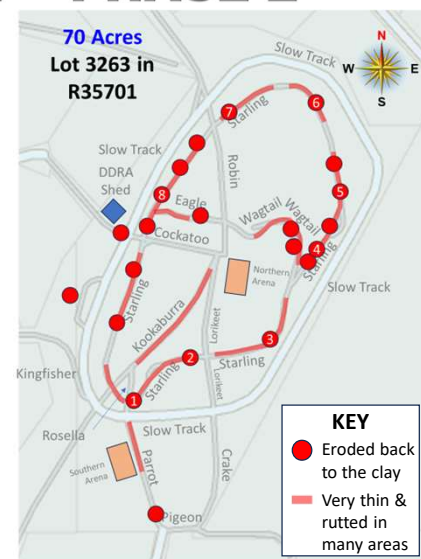 70 Acres
Lot 3263 in
R35701
N
W
E
S
Slow Track
Starling
7
6
Slow Track
DDRA
Shed
Robin
8
Eagle
Cockatoo
Wagtail
Wagtail
5
4
Starling
Northern
Arena
Slow Track
Starling
Kookaburra
Lorikeet
3
2
Starling
Starling
Lorikeet
Kingfisher
1
Rosella
Slow Track
Southern
Arena
Parrot
Crake
Pigeon
KEY
Eroded back
to the clay
Very thin &
rutted in
many areas